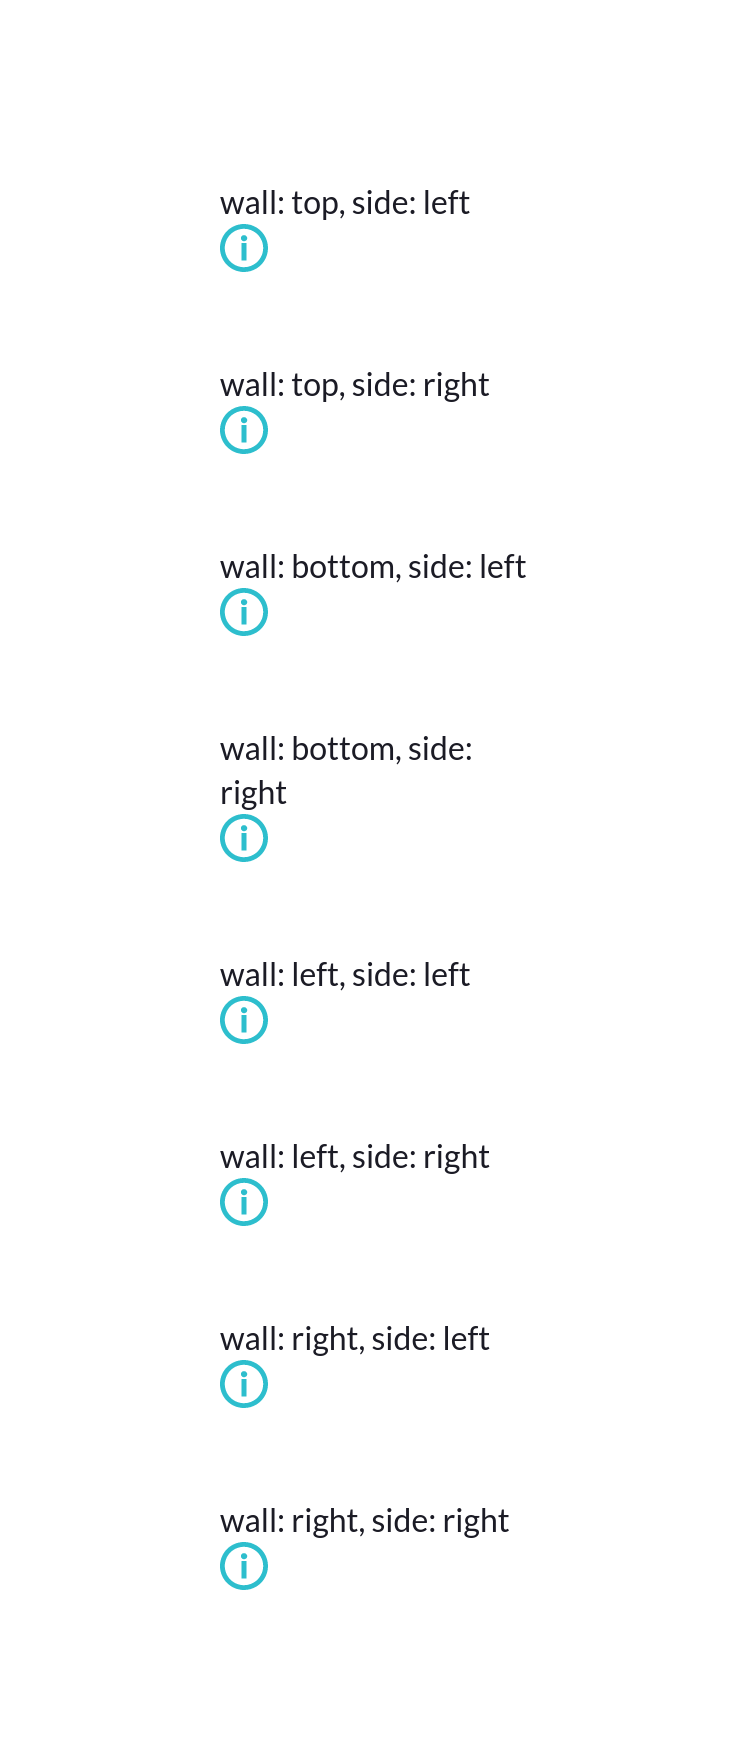 wall: top, side: left
wall: top, side: right
wall: bottom, side: left
wall: bottom, side:
right
wall: left, side: left
wall: left, side: right
wall: right, side: left
wall: right, side: right